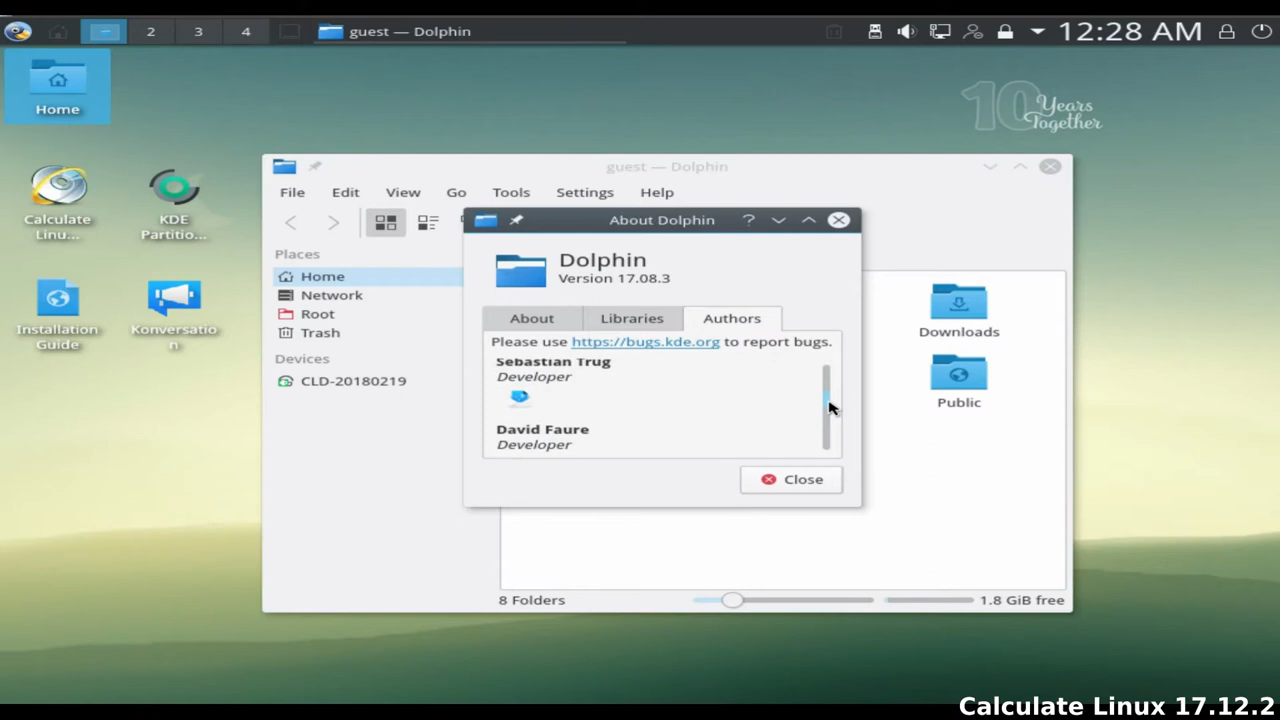 2
3
4
guest — Dolphin
12:28 AM
Home
10 Years
Together
Calculate
Linu...
KDE
Partitio...
Installation
Guide
Konversatio
n
guest — Dolphin
File Edit View Go Tools Settings Help
Places
Home
Network
Root
Trash
Devices
CLD-20180219
About Dolphin
Dolphin
Version 17.08.3
About
Libraries
Authors
Please use https://bugs.kde.org to report bugs.
Sebastian Trug
Developer
David Faure
Developer
Close
Downloads
Public
8 Folders
1.8 GiB free
Calculate Linux 17.12.2